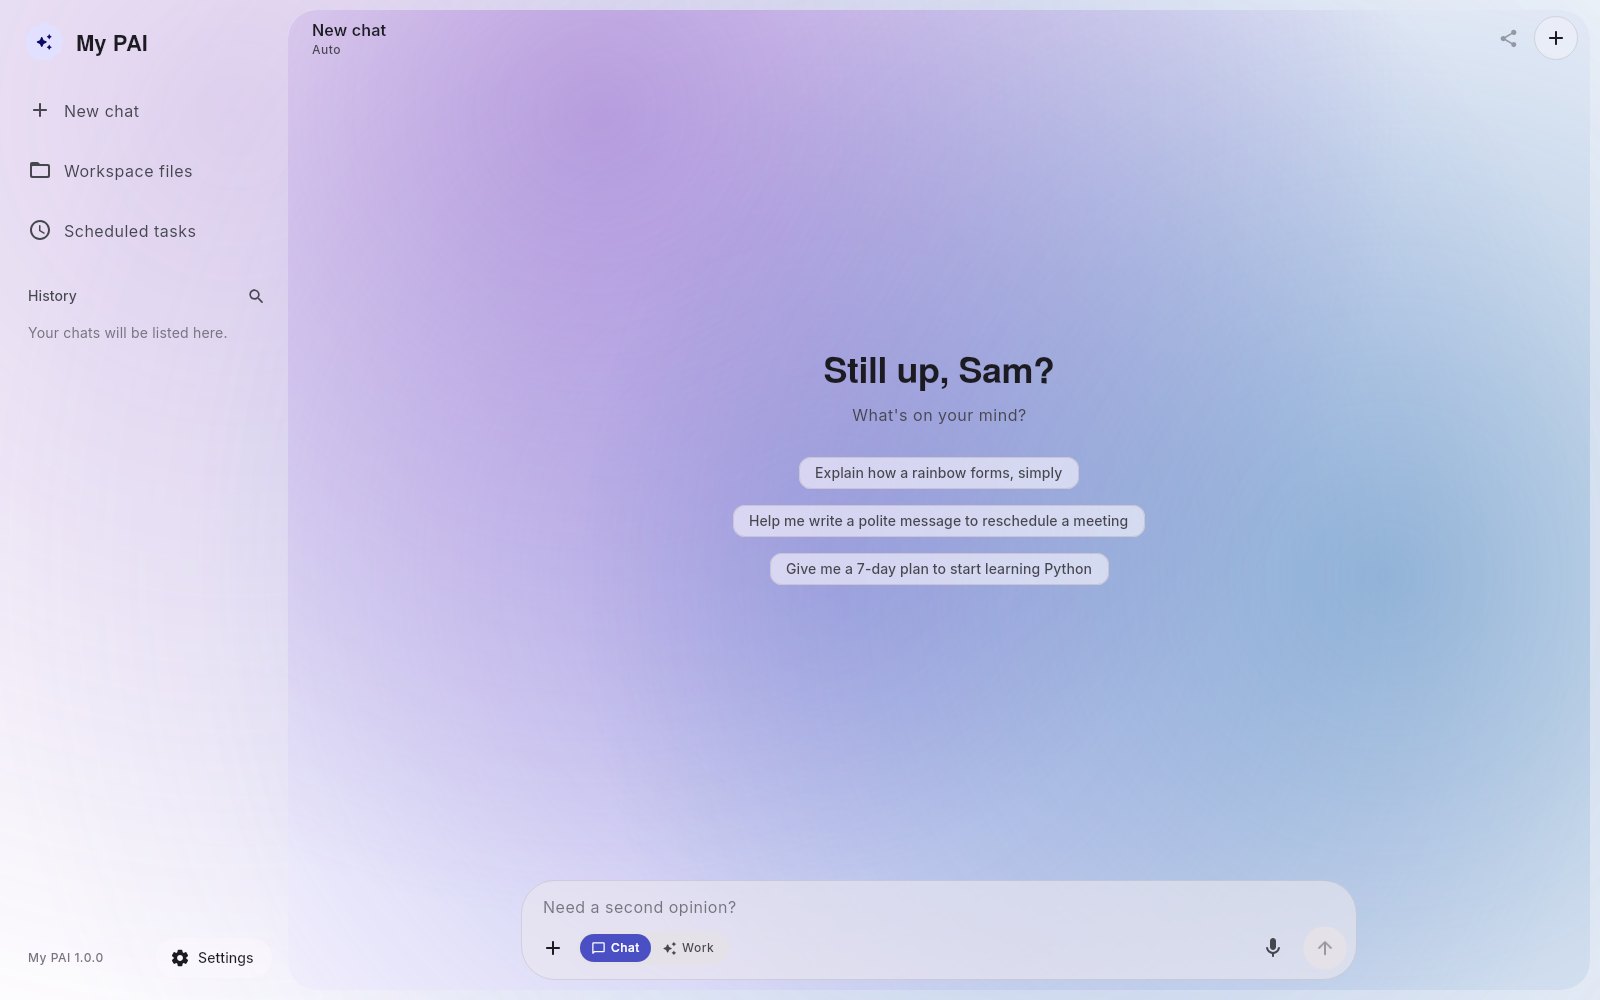 My PAI
New chat
Workspace files
Scheduled tasks
History
Your chats will be listed here.
My PAI 1.0.0
Settings
New chat
Auto
Still up, Sam?
What's on your mind?
Explain how a rainbow forms, simply
Help me write a polite message to reschedule a meeting
Give me a 7-day plan to start learning Python
Need a second opinion?
Chat
Work